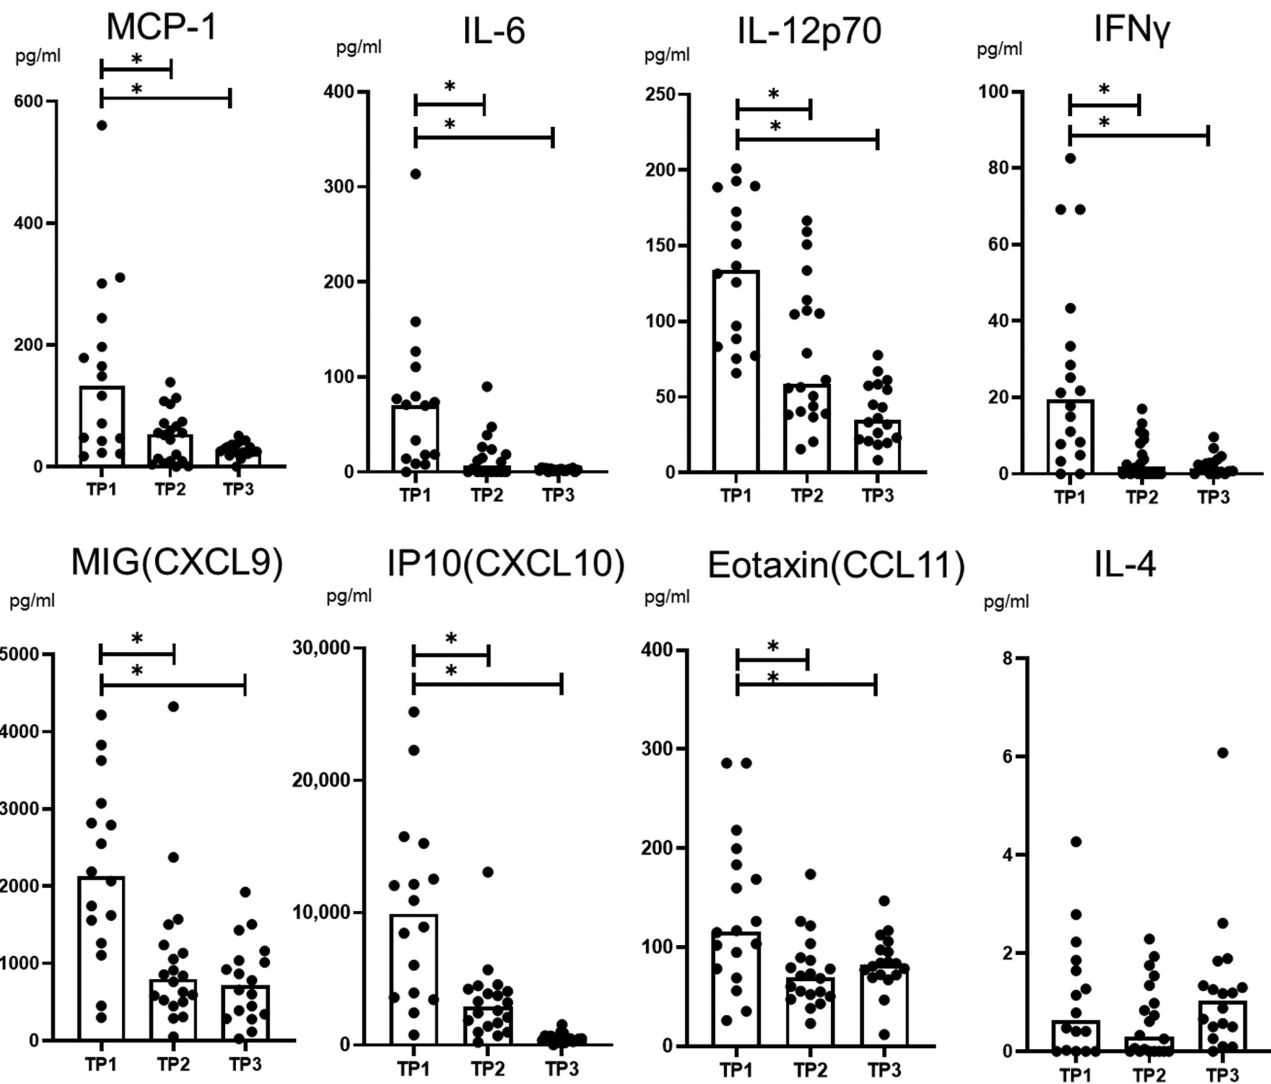 MCP-1
pg/ml
*
*
600
400
200
0
TP1 TP2 TP3
IL-6
pg/ml
*
*
400
300
200
100
0
TP1 TP2 TP3
IL-12p70
pg/ml
*
*
250
200
150
100
50
0
TP1 TP2 TP3
IFNγ
pg/ml
*
*
100
80
60
40
20
0
TP1 TP2 TP3
MIG(CXCL9)
pg/ml
*
*
5000
4000
3000
2000
1000
0
TP1 TP2 TP3
IP10(CXCL10)
pg/ml
*
*
30,000
20,000
10,000
0
TP1 TP2 TP3
Eotaxin(CCL11)
pg/ml
*
*
400
300
200
100
0
TP1 TP2 TP3
IL-4
pg/ml
8
6
4
2
0
TP1 TP2 TP3